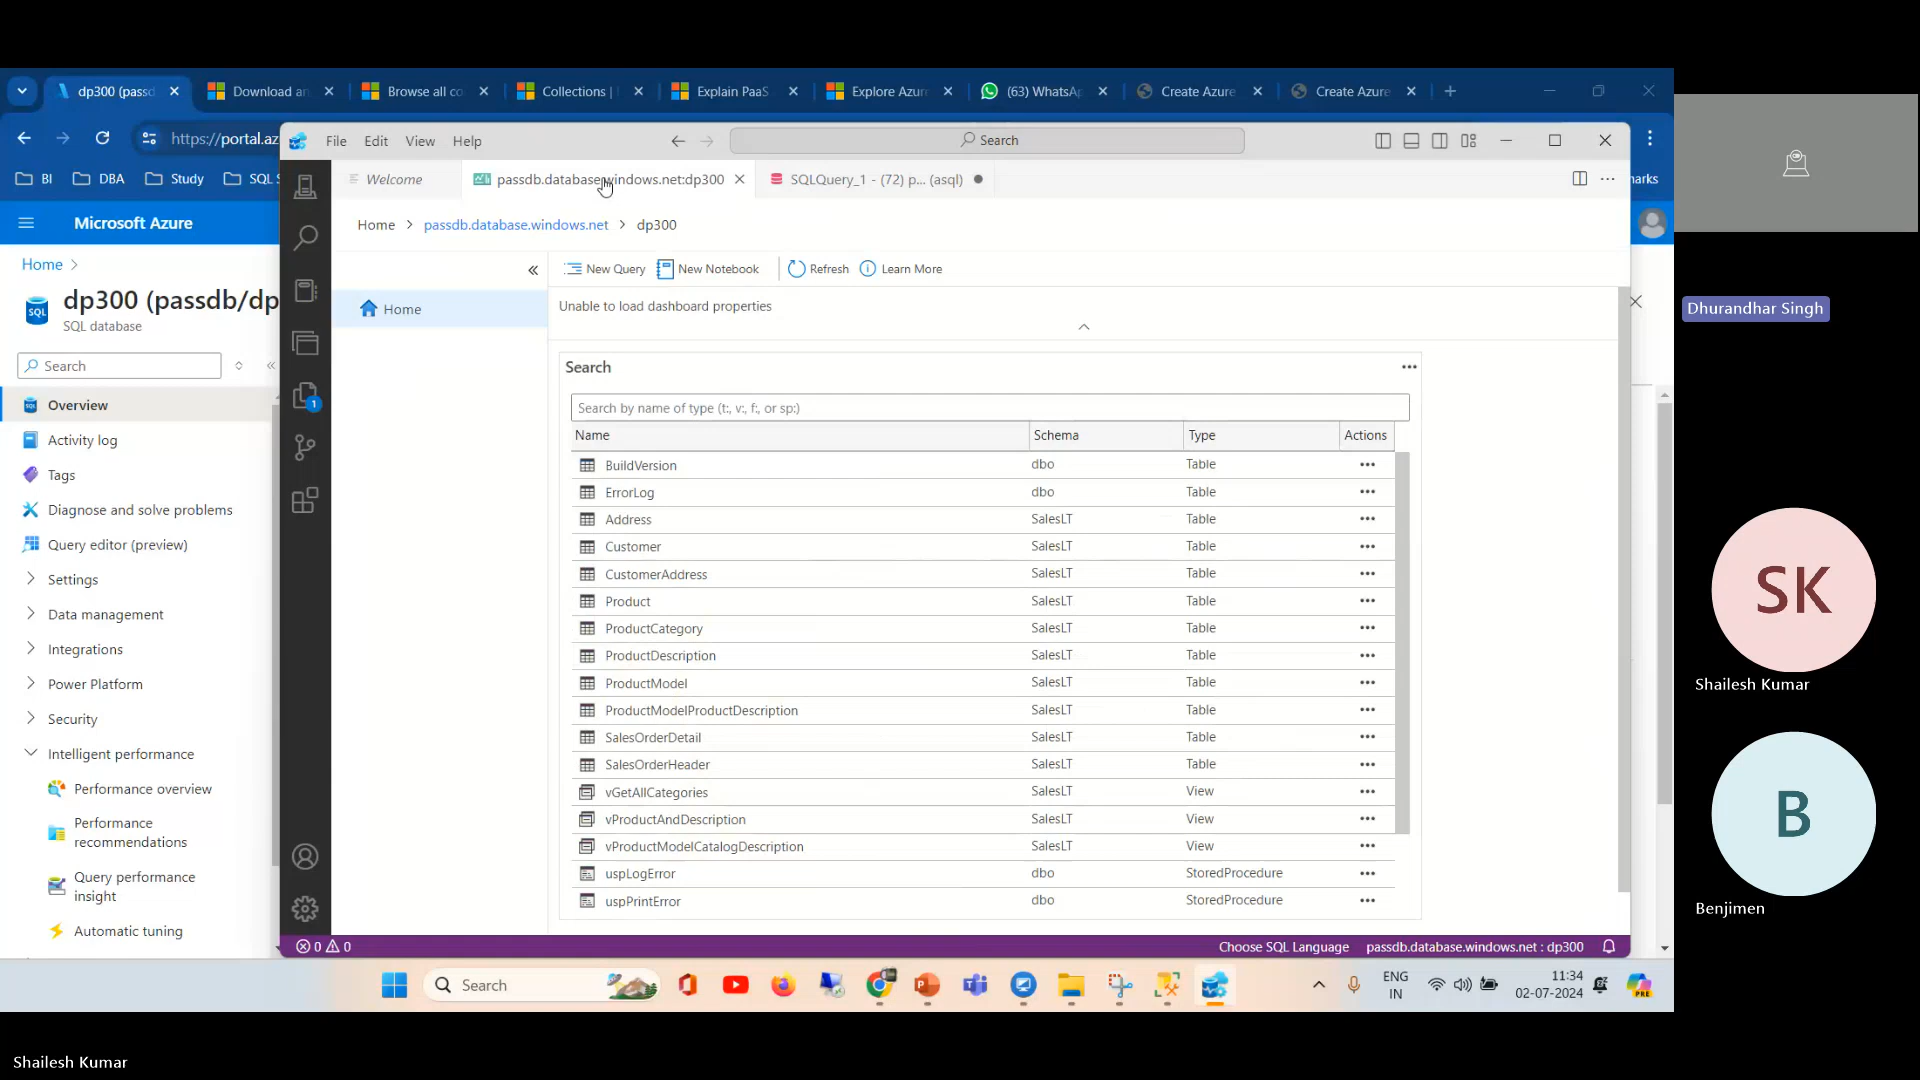 dp300 (passd
Download an
Browse all co
Collections |
Explain PaaS
Explore Azur
(63) WhatsAp
Create Azure
Create Azure
https://portal.az
File Edit View Help
Search
BI
DBA
Study
SQL S
Welcome
passdb.database.windows.net:dp300
SQLQuery_1 - (72) p... (asql)
narks
Microsoft Azure
Home > passdb.database.windows.net > dp300
Home >
dp300 (passdb/dp
SQL database
New Query
New Notebook
Refresh
Learn More
Home
Unable to load dashboard properties
Search
Overview
Activity log
Tags
Diagnose and solve problems
Query editor (preview)
Settings
Data management
Integrations
Power Platform
Security
Intelligent performance
Performance overview
Performance
recommendations
Query performance
insight
Automatic tuning
Search
Search by name of type (t:, v:, f:, or sp:)
Name Schema Type Actions
BuildVersion dbo Table
ErrorLog dbo Table
Address SalesLT Table
Customer SalesLT Table
CustomerAddress SalesLT Table
Product SalesLT Table
ProductCategory SalesLT Table
ProductDescription SalesLT Table
ProductModel SalesLT Table
ProductModelProductDescription SalesLT Table
SalesOrderDetail SalesLT Table
SalesOrderHeader SalesLT Table
vGetAllCategories SalesLT View
vProductAndDescription SalesLT View
vProductModelCatalogDescription SalesLT View
uspLogError dbo StoredProcedure
uspPrintError dbo StoredProcedure
0 0
Choose SQL Language passdb.database.windows.net : dp300
Search
ENG
IN
11:34
02-07-2024
Dhurandhar Singh
SK
Shailesh Kumar
B
Benjimen
Shailesh Kumar